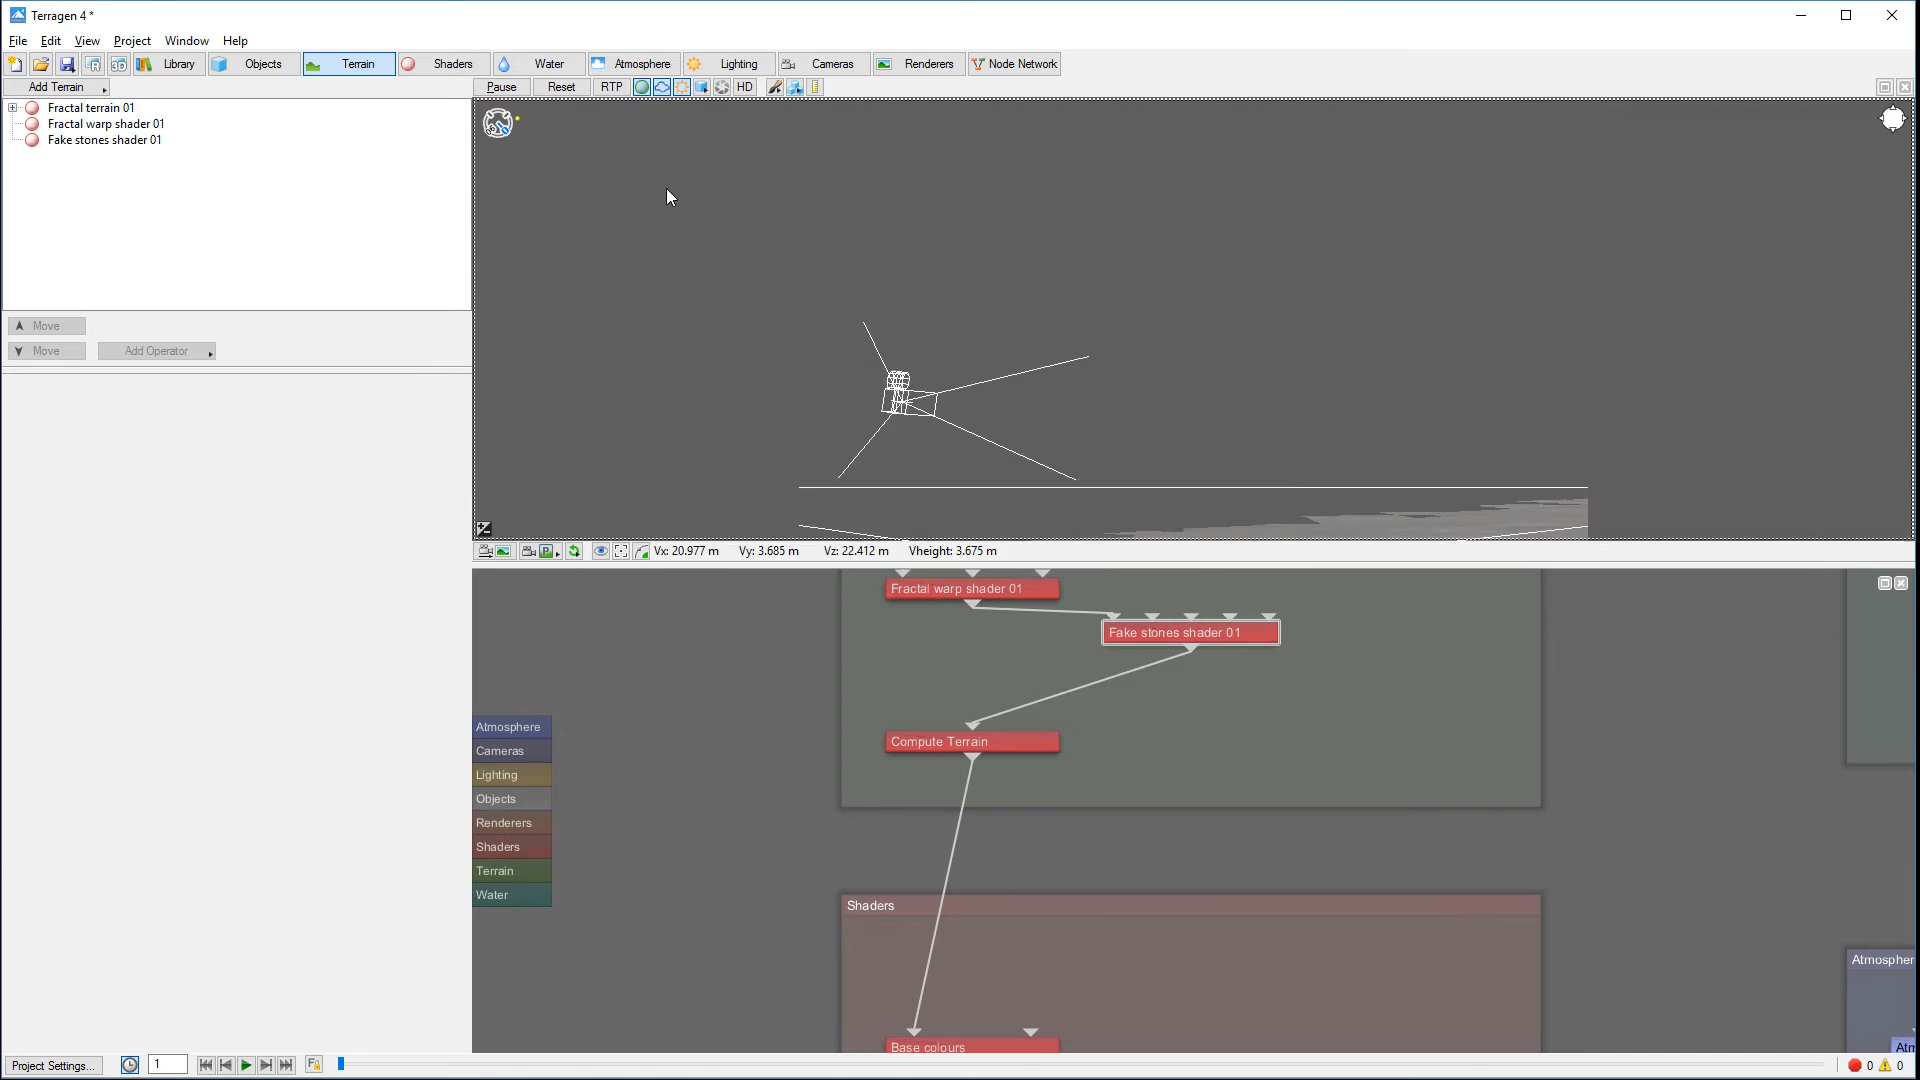 Terragen 4 *
File Edit View Project Window Help
Library Objects Terrain Shaders Water Atmosphere Lighting Cameras Renderers Node Network
Add Terrain Pause Reset RTP HD
Fractal terrain 01
Fractal warp shader 01
Fake stones shader 01
Move
Move Add Operator
Vx: 20.977 m Vy: 3.685 m Vz: 22.412 m Vheight: 3.675 m
Fractal warp shader 01
Fake stones shader 01
Compute Terrain
Atmosphere
Cameras
Lighting
Objects
Renderers
Shaders
Terrain
Water
Shaders
Atmospher
Base colours
Atm
Project Settings... 1 0 0